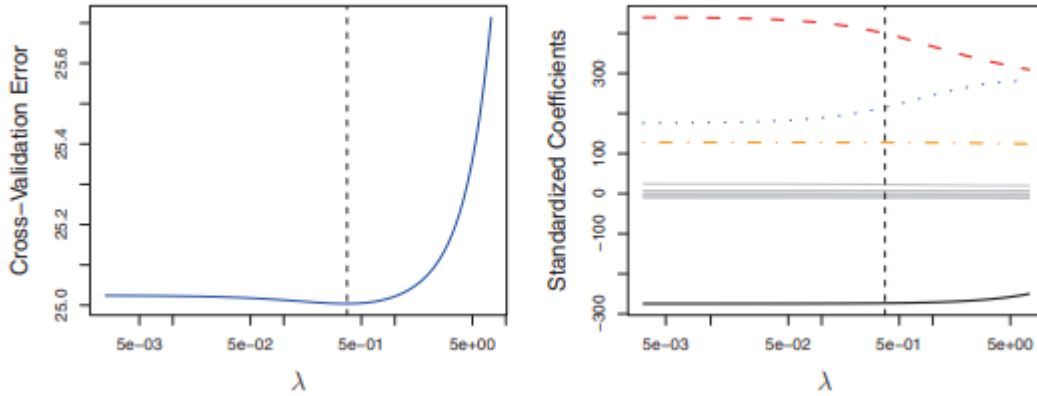 Cross−Validation Error
25.0
25.2
25.4
25.6
5e−03
5e−02
5e−01
5e+00
λ
Standardized Coefficients
−300
−100
0
100
300
5e−03
5e−02
5e−01
5e+00
λ